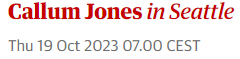 Callum Jones in Seattle
Thu 19 Oct 2023 07.00 CEST